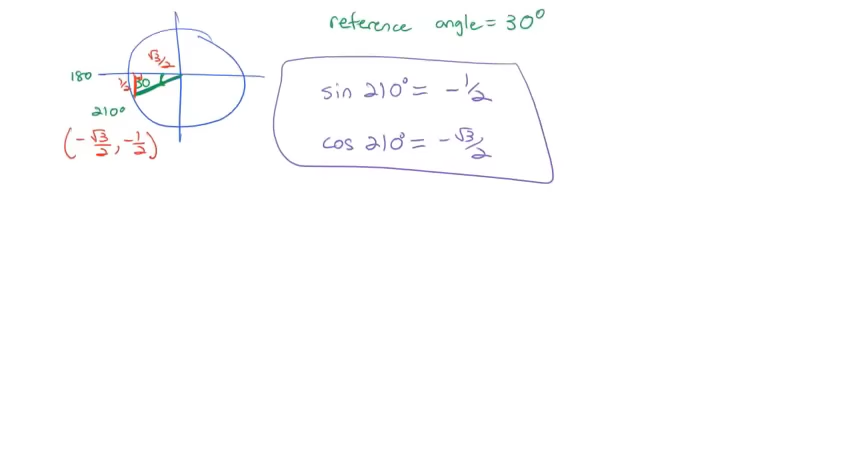 reference angle = 30°
√3/2
180
1/2
30
sin 210° = -1/2
210°
(-√3/2, -1/2)
cos 210° = -√3/2